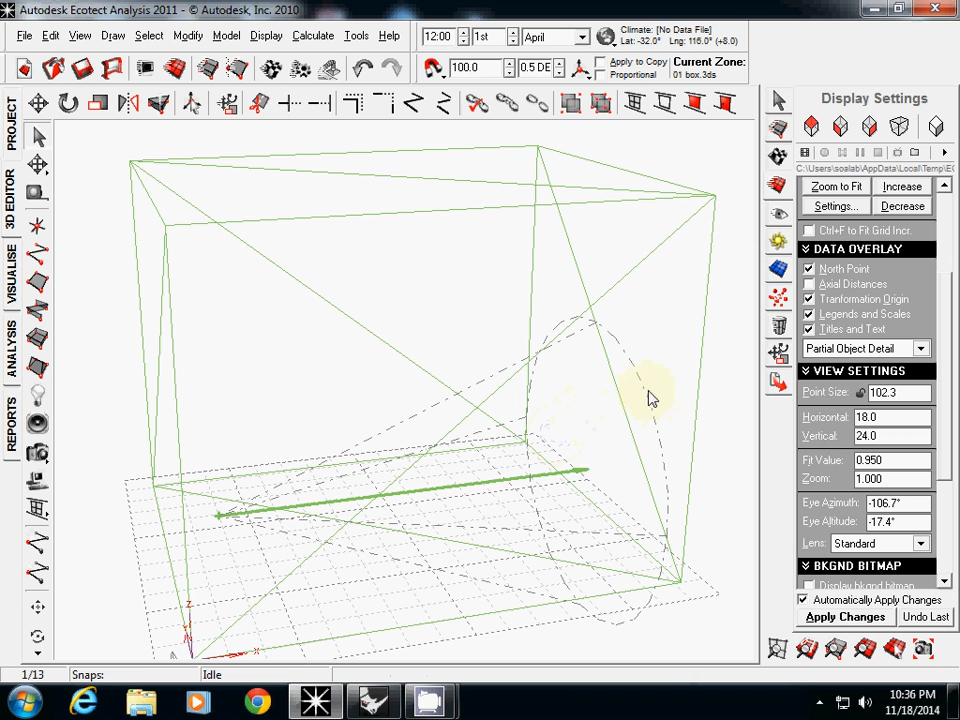 Autodesk Ecotect Analysis 2011 - © Autodesk, Inc. 2010
File Edit View Draw Select Modify Model Display Calculate Tools Help
12:00 1st April
Climate: [No Data File]
Lat: -32.0° Lng: 116.0° (+8.0)
100.0 0.5 DE
Apply to Copy
Proportional
Current Zone:
01 box.3ds
PROJECT
3D EDITOR
VISUALISE
ANALYSIS
REPORTS
Z
Y
X
Display Settings
Zoom to Fit Increase
Settings... Decrease
Ctrl+F to Fit Grid Incr.
DATA OVERLAY
North Point
Axial Distances
Tranformation Origin
Legends and Scales
Titles and Text
Partial Object Detail
VIEW SETTINGS
Point Size: 102.3
Horizontal: 18.0
Vertical: 24.0
Fit Value: 0.950
Zoom: 1.000
Eye Azimuth: -106.7°
Eye Altitude: -17.4°
Lens: Standard
BKGND BITMAP
Display bkgnd bitmap
Automatically Apply Changes
Apply Changes Undo Last
1/13 Snaps: Idle
10:36 PM
11/18/2014